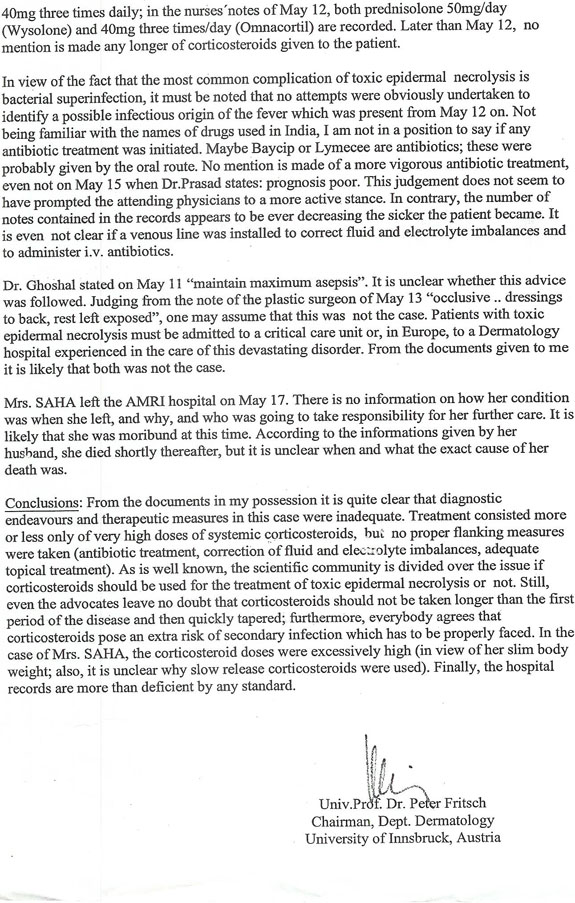 40mg three times daily; in the nurses´notes of May 12, both prednisolone 50mg/day
(Wysolone) and 40mg three times/day (Omnacortil) are recorded. Later than May 12, no
mention is made any longer of corticosteroids given to the patient.
In view of the fact that the most common complication of toxic epidermal necrolysis is
bacterial superinfection, it must be noted that no attempts were obviously undertaken to
identify a possible infectious origin of the fever which was present from May 12 on. Not
being familiar with the names of drugs used in India, I am not in a position to say if any
antibiotic treatment was initiated. Maybe Baycip or Lymecee are antibiotics; these were
probably given by the oral route. No mention is made of a more vigorous antibiotic treatment,
even not on May 15 when Dr.Prasad states: prognosis poor. This judgement does not seem to
have prompted the attending physicians to a more active stance. In contrary, the number of
notes contained in the records appears to be ever decreasing the sicker the patient became. It
is even not clear if a venous line was installed to correct fluid and electrolyte imbalances and
to administer i.v. antibiotics.
Dr. Ghoshal stated on May 11 “maintain maximum asepsis”. It is unclear whether this advice
was followed. Judging from the note of the plastic surgeon of May 13 “occlusive .. dressings
to back, rest left exposed”, one may assume that this was not the case. Patients with toxic
epidermal necrolysis must be admitted to a critical care unit or, in Europe, to a Dermatology
hospital experienced in the care of this devastating disorder. From the documents given to me
it is likely that both was not the case.
Mrs. SAHA left the AMRI hospital on May 17. There is no information on how her condition
was when she left, and why, and who was going to take responsibility for her further care. It is
likely that she was moribund at this time. According to the informations given by her
husband, she died shortly thereafter, but it is unclear when and what the exact cause of her
death was.
Conclusions: From the documents in my possession it is quite clear that diagnostic
endeavours and therapeutic measures in this case were inadequate. Treatment consisted more
or less only of very high doses of systemic corticosteroids, but no proper flanking measures
were taken (antibiotic treatment, correction of fluid and electrolyte imbalances, adequate
topical treatment). As is well known, the scientific community is divided over the issue if
corticosteroids should be used for the treatment of toxic epidermal necrolysis or not. Still,
even the advocates leave no doubt that corticosteroids should not be taken longer than the first
period of the disease and then quickly tapered; furthermore, everybody agrees that
corticosteroids pose an extra risk of secondary infection which has to be properly faced. In the
case of Mrs. SAHA, the corticosteroid doses were excessively high (in view of her slim body
weight; also, it is unclear why slow release corticosteroids were used). Finally, the hospital
records are more than deficient by any standard.
Univ.Prof. Dr. Peter Fritsch
Chairman, Dept. Dermatology
University of Innsbruck, Austria